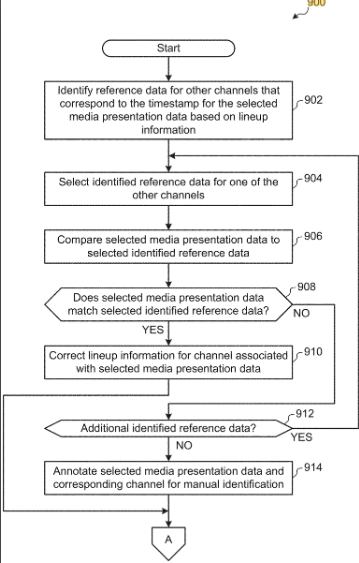 900
Start
Identify reference data for other channels that
correspond to the timestamp for the selected
media presentation data based on lineup
information
902
Select identified reference data for one of the
other channels
904
Compare selected media presentation data to
selected identified reference data
906
Does selected media presentation data
match selected identified reference data?
908
NO
YES
Correct lineup information for channel associated
with selected media presentation data
910
Additional identified reference data?
912
YES
NO
Annotate selected media presentation data and
corresponding channel for manual identification
914
A